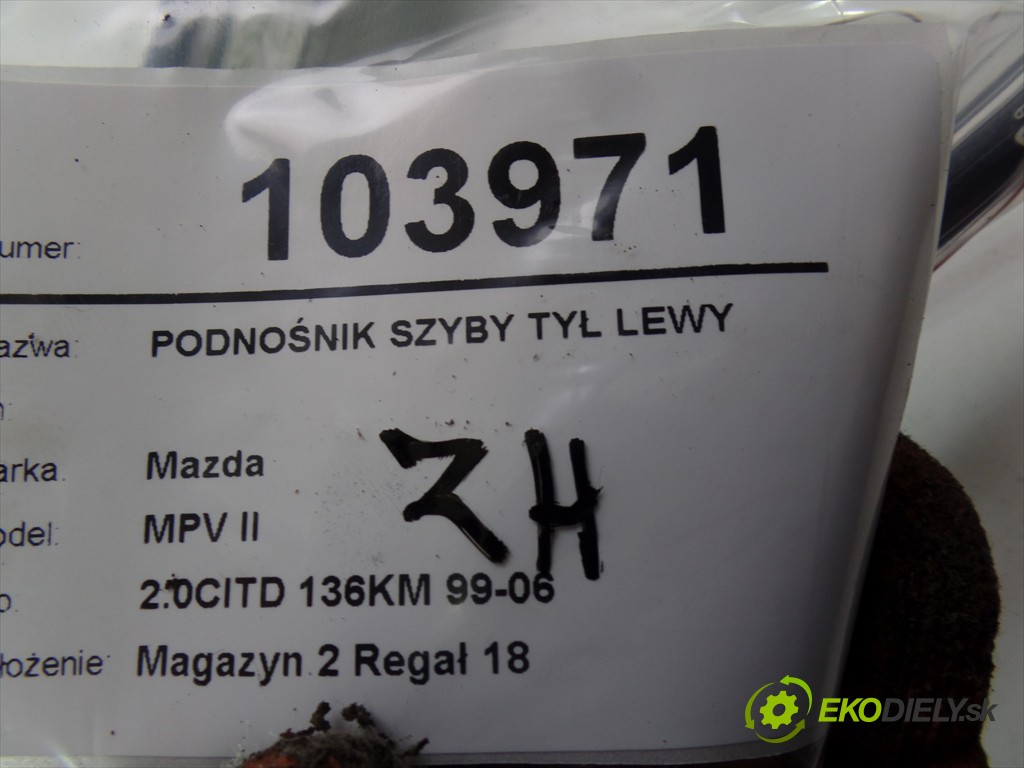 umer: 103971
azwa: PODNOŚNIK SZYBY TYŁ LEWY
arka. Mazda
odel: MPV II
2.0CITD 136KM 99-06
łożenie: Magazyn 2 Regał 18
EKODIELY.sk